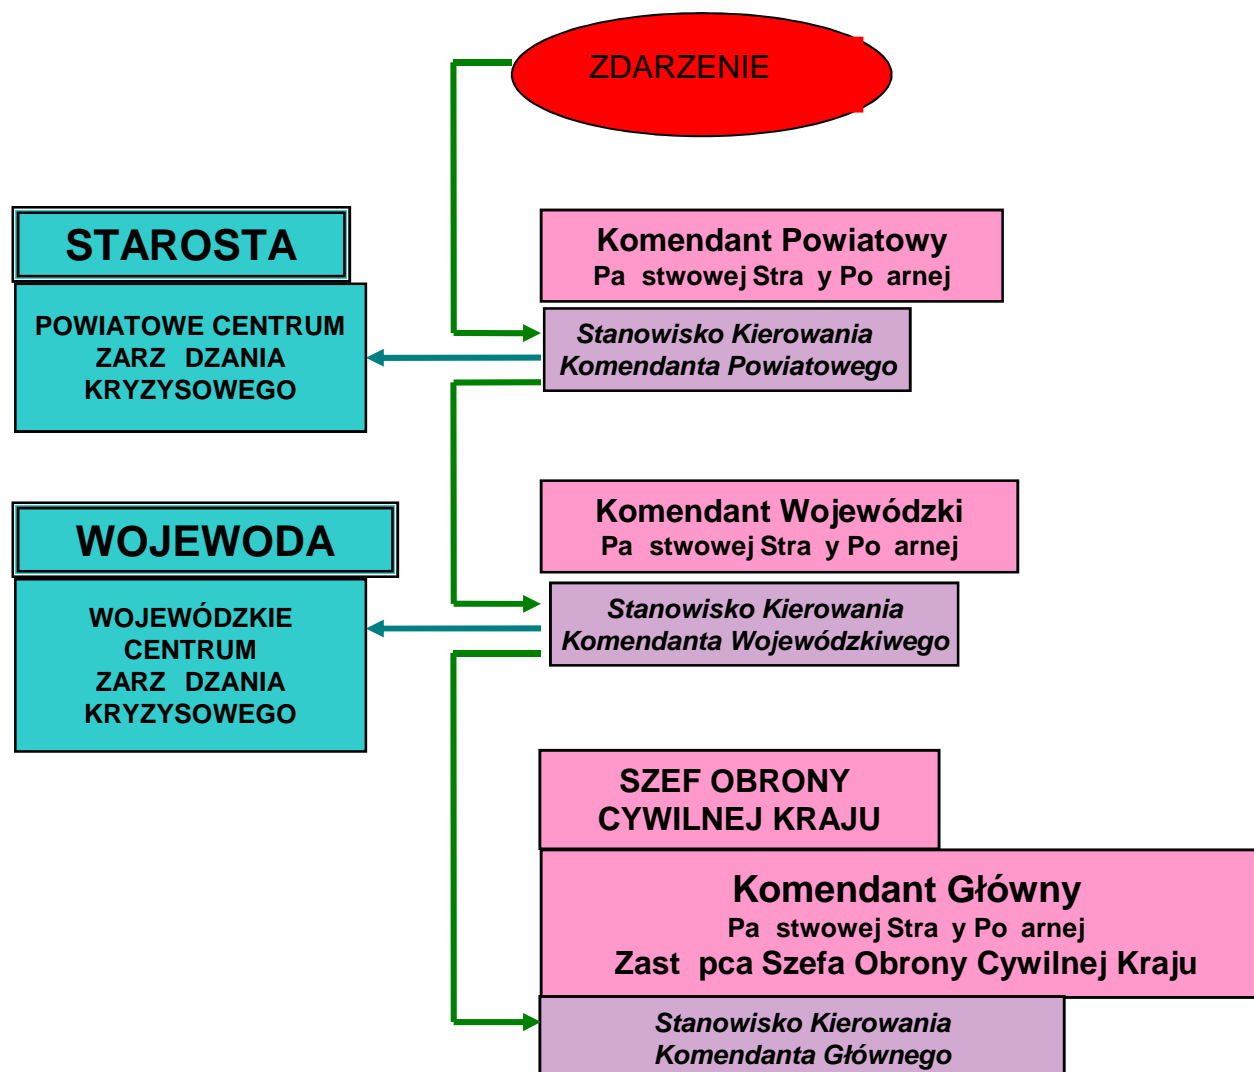 ZDARZENIE
STAROSTA
POWIATOWE CENTRUM
ZARZ DZANIA
KRYZYSOWEGO
Komendant Powiatowy
Pa stwowej Stra y Po arnej
Stanowisko Kierowania
Komendanta Powiatowego
WOJEWODA
WOJEWÓDZKIE
CENTRUM
ZARZ DZANIA
KRYZYSOWEGO
Komendant Wojewódzki
Pa stwowej Stra y Po arnej
Stanowisko Kierowania
Komendanta Wojewódzkiwego
SZEF OBRONY
CYWILNEJ KRAJU
Komendant Główny
Pa stwowej Stra y Po arnej
Zast pca Szefa Obrony Cywilnej Kraju
Stanowisko Kierowania
Komendanta Głównego